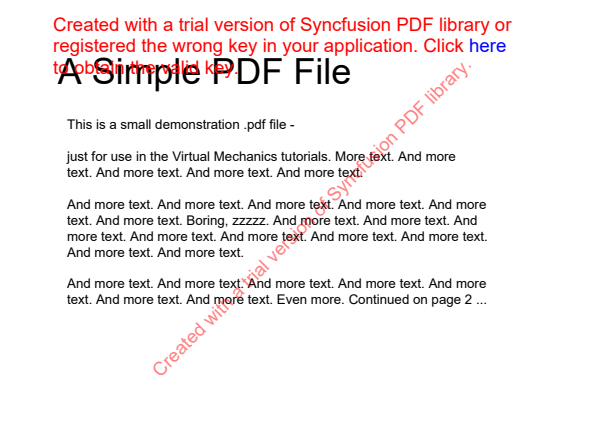 Created with a trial version of Syncfusion PDF library or
registered the wrong key in your application. Click here
to obtain the valid key.
A Simple PDF File
This is a small demonstration .pdf file -
just for use in the Virtual Mechanics tutorials. More text. And more
text. And more text. And more text. And more text.
And more text. And more text. And more text. And more text. And more
text. And more text. Boring, zzzzz. And more text. And more text. And
more text. And more text. And more text. And more text. And more text.
And more text. And more text.
And more text. And more text. And more text. And more text. And more
text. And more text. And more text. Even more. Continued on page 2 ...
Created with a trial version of Syncfusion PDF library.